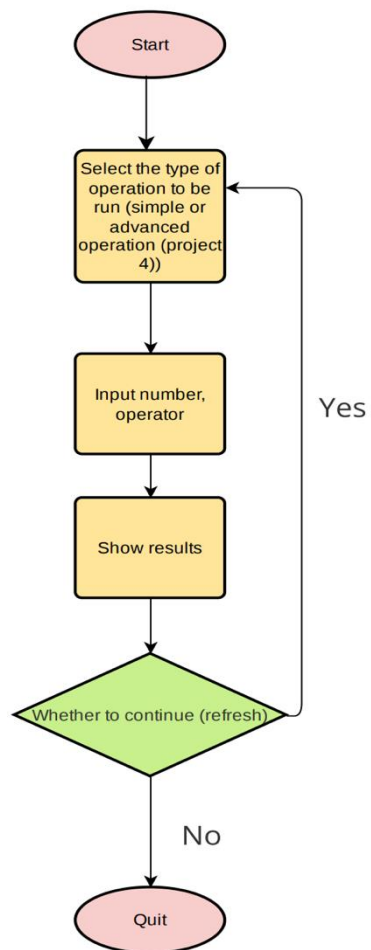 Start
Select the type of
operation to be
run (simple or
advanced
operation (project
4))
Input number,
operator
Yes
Show results
Whether to continue (refresh)
No
Quit